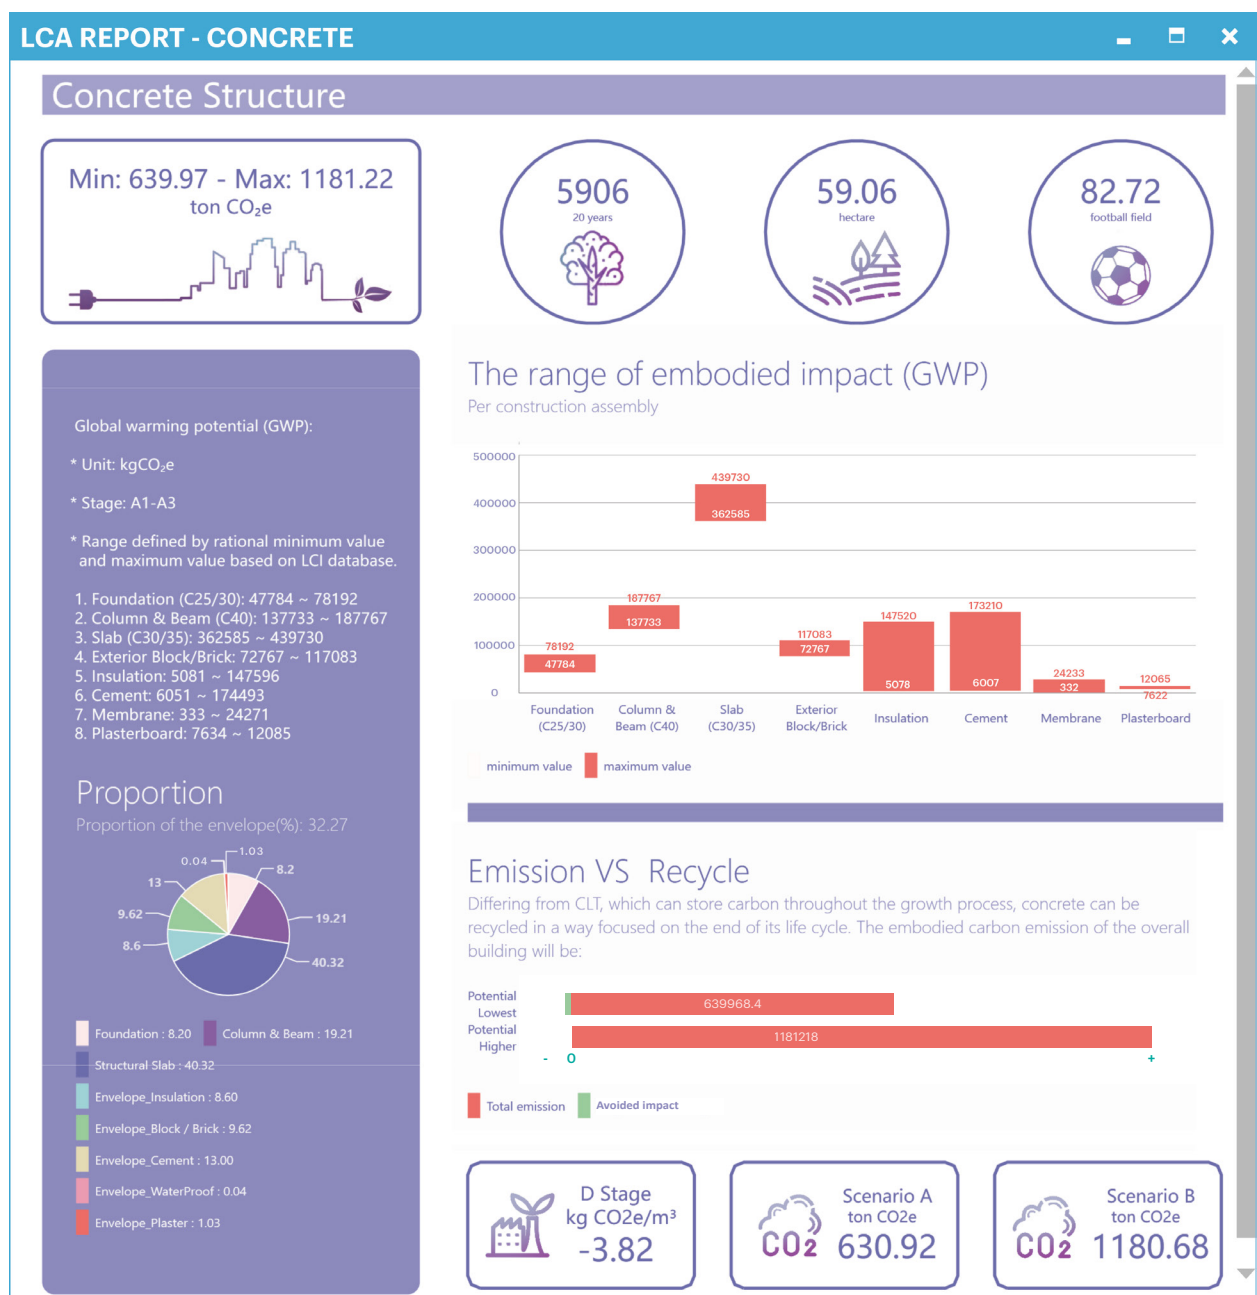 LCA REPORT - CONCRETE
Concrete Structure
Min: 639.97 - Max: 1181.22
ton CO₂e
5906
20 years
59.06
hectare
82.72
football field
Global warming potential (GWP):
* Unit: kgCO₂e
* Stage: A1-A3
* Range defined by rational minimum value
and maximum value based on LCI database.
1. Foundation (C25/30): 47784 ~ 78192
2. Column & Beam (C40): 137733 ~ 187767
3. Slab (C30/35): 362585 ~ 439730
4. Exterior Block/Brick: 72767 ~ 117083
5. Insulation: 5081 ~ 147596
6. Cement: 6051 ~ 174493
7. Membrane: 333 ~ 24271
8. Plasterboard: 7634 ~ 12085
Proportion
Proportion of the envelope(%): 32.27
1.03
0.04
8.2
13
9.62
19.21
8.6
40.32
Foundation : 8.20
Column & Beam : 19.21
Structural Slab : 40.32
Envelope_Insulation : 8.60
Envelope_Block / Brick : 9.62
Envelope_Cement : 13.00
Envelope_WaterProof : 0.04
Envelope_Plaster : 1.03
The range of embodied impact (GWP)
Per construction assembly
500000
400000
300000
200000
100000
0
78192
47784
187767
137733
439730
362585
117083
72767
147520
5078
173210
6007
24233
332
12065
7622
Foundation
(C25/30)
Column &
Beam (C40)
Slab
(C30/35)
Exterior
Block/Brick
Insulation
Cement
Membrane
Plasterboard
minimum value
maximum value
Emission VS Recycle
Differing from CLT, which can store carbon throughout the growth process, concrete can be
recycled in a way focused on the end of its life cycle. The embodied carbon emission of the overall
building will be:
Potential
Lowest
639968.4
Potential
Higher
1181218
- 0 +
Total emission
Avoided impact
D Stage
kg CO2e/m³
-3.82
CO2
Scenario A
ton CO2e
630.92
CO2
Scenario B
ton CO2e
1180.68